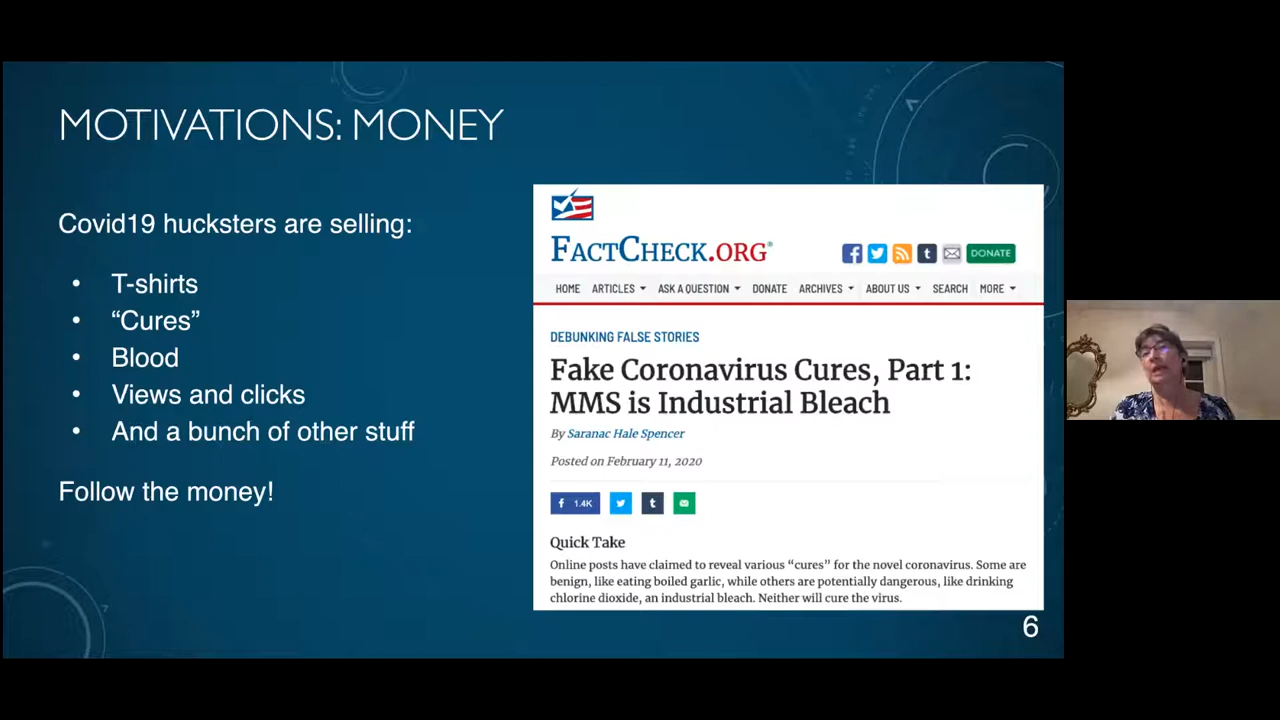 MOTIVATIONS: MONEY
Covid19 hucksters are selling:
• T-shirts
• “Cures”
• Blood
• Views and clicks
• And a bunch of other stuff
Follow the money!
FACTCHECK.ORG®
DONATE
HOME ARTICLES ASK A QUESTION DONATE ARCHIVES ABOUT US SEARCH MORE
DEBUNKING FALSE STORIES
Fake Coronavirus Cures, Part 1:
MMS is Industrial Bleach
By Saranac Hale Spencer
Posted on February 11, 2020
1.4K
Quick Take
Online posts have claimed to reveal various “cures” for the novel coronavirus. Some are
benign, like eating boiled garlic, while others are potentially dangerous, like drinking
chlorine dioxide, an industrial bleach. Neither will cure the virus.
6